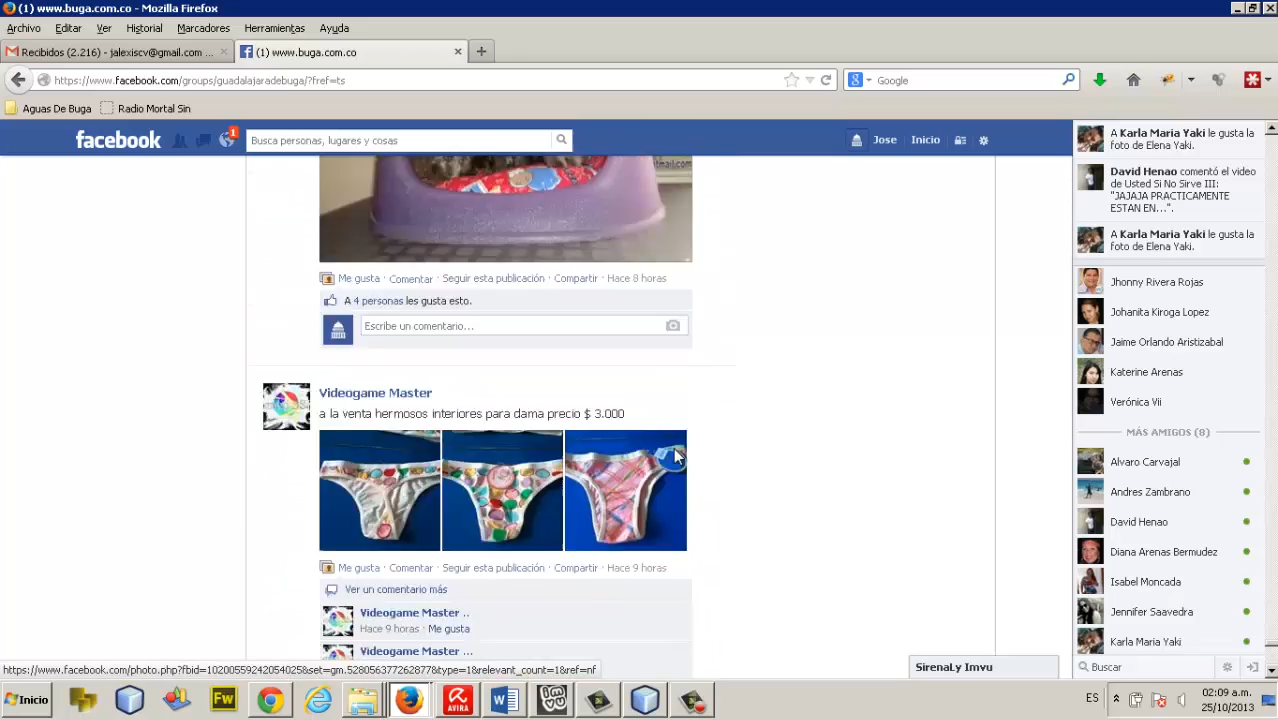 (1) www.buga.com.co - Mozilla Firefox
Archivo Editar Ver Historial Marcadores Herramientas Ayuda
Recibidos (2.216) - jalexiscv@gmail.com ...
(1) www.buga.com.co
https://www.facebook.com/groups/guadalajaradebuga/?fref=ts
Google
Aguas De Buga Radio Mortal Sin
facebook
1
Busca personas, lugares y cosas
Jose Inicio
Me gusta · Comentar · Seguir esta publicación · Compartir · Hace 8 horas
A 4 personas les gusta esto.
Escribe un comentario...
Videogame Master
a la venta hermosos interiores para dama precio $ 3.000
Me gusta · Comentar · Seguir esta publicación · Compartir · Hace 9 horas
Ver un comentario más
Videogame Master ..
Hace 9 horas · Me gusta
Videogame Master ...
https://www.facebook.com/photo.php?fbid=10200559242054025&set=gm.528056377262877&type=1&relevant_count=1&ref=nf
SirenaLy Imvu
A Karla Maria Yaki le gusta la
foto de Elena Yaki.
David Henao comentó el video
de Usted Si No Sirve III:
"JAJAJA PRACTICAMENTE
ESTAN EN...".
A Karla Maria Yaki le gusta la
foto de Elena Yaki.
Jhonny Rivera Rojas
Johanita Kiroga Lopez
Jaime Orlando Aristizabal
Katerine Arenas
Verónica Vii
MÁS AMIGOS (8)
Alvaro Carvajal
Andres Zambrano
David Henao
Diana Arenas Bermudez
Isabel Moncada
Jennifer Saavedra
Karla Maria Yaki
Buscar
Inicio
Fw
AVIRA
imvu
ES
02:09 a.m.
25/10/2013